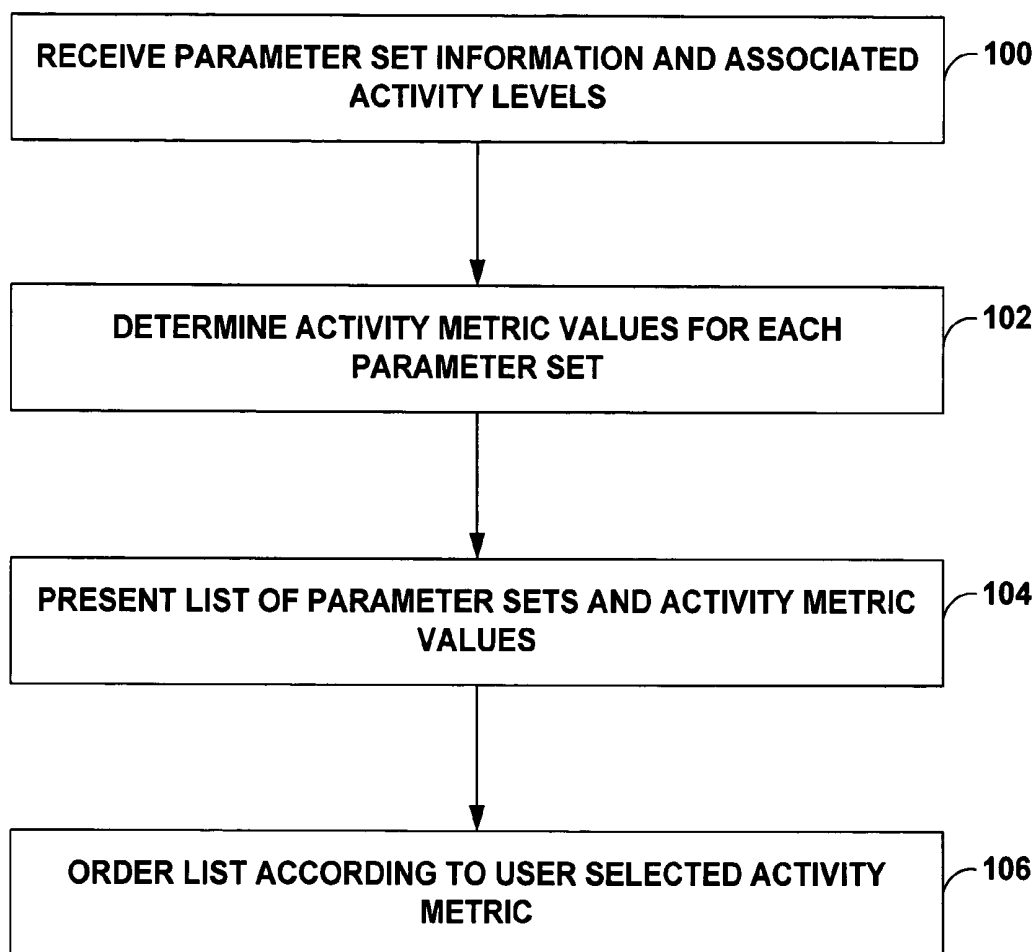 RECEIVE PARAMETER SET INFORMATION AND ASSOCIATED
ACTIVITY LEVELS
100
DETERMINE ACTIVITY METRIC VALUES FOR EACH
PARAMETER SET
102
PRESENT LIST OF PARAMETER SETS AND ACTIVITY METRIC
VALUES
104
ORDER LIST ACCORDING TO USER SELECTED ACTIVITY
METRIC
106